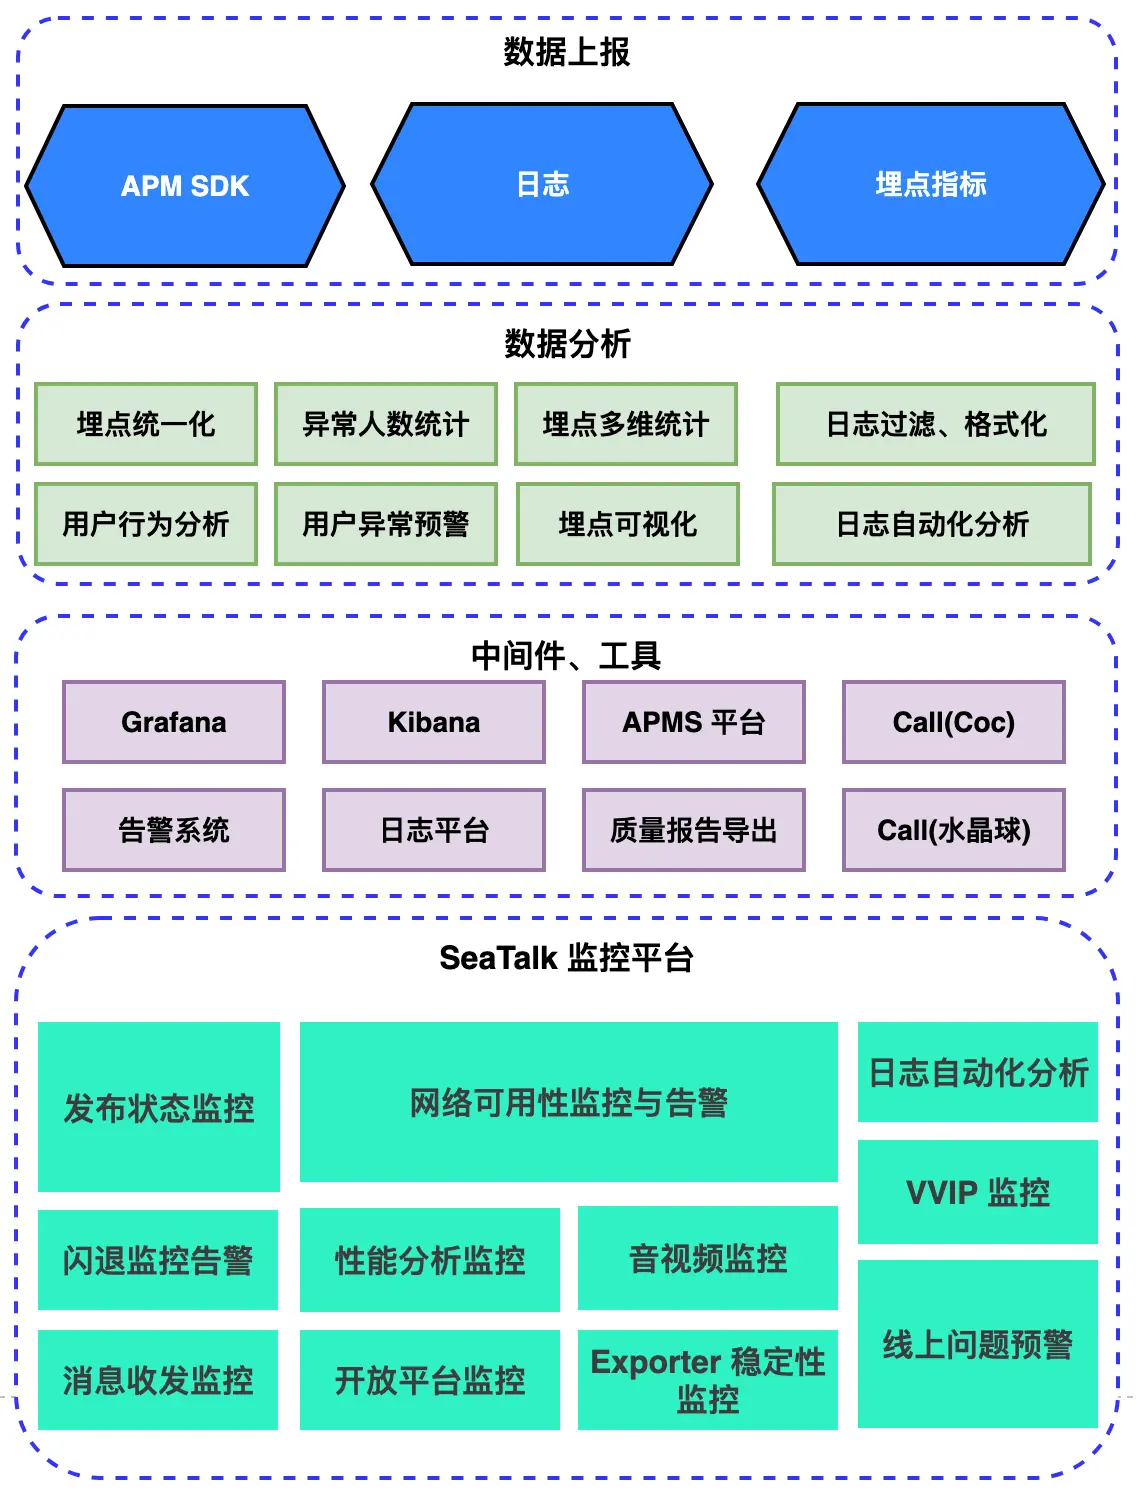 数据上报
APM SDK
日志
埋点指标
数据分析
埋点统一化
异常人数统计
埋点多维统计
日志过滤、格式化
用户行为分析
用户异常预警
埋点可视化
日志自动化分析
中间件、工具
Grafana
Kibana
APMS 平台
Call(Coc)
告警系统
日志平台
质量报告导出
Call(水晶球)
SeaTalk 监控平台
发布状态监控
网络可用性监控与告警
日志自动化分析
VVIP 监控
闪退监控告警
性能分析监控
音视频监控
线上问题预警
消息收发监控
开放平台监控
Exporter 稳定性
监控